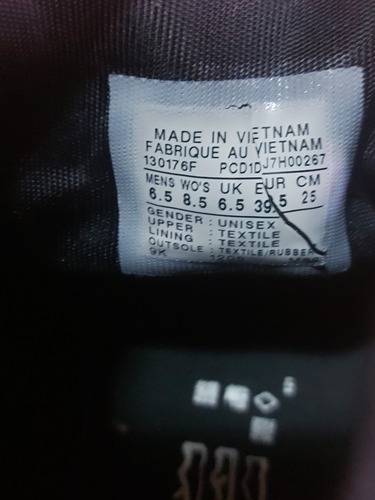 MADE IN VIETNAM
FABRIQUE AU VIETNAM
130176F PCD1DJ7H00267
MENS WO'S UK EUR CM
6.5 8.5 6.5 39.5 25
GENDER : UNISEX
UPPER : TEXTILE
LINING : TEXTILE
OUTSOLE : TEXTILE/RUBBER
9K